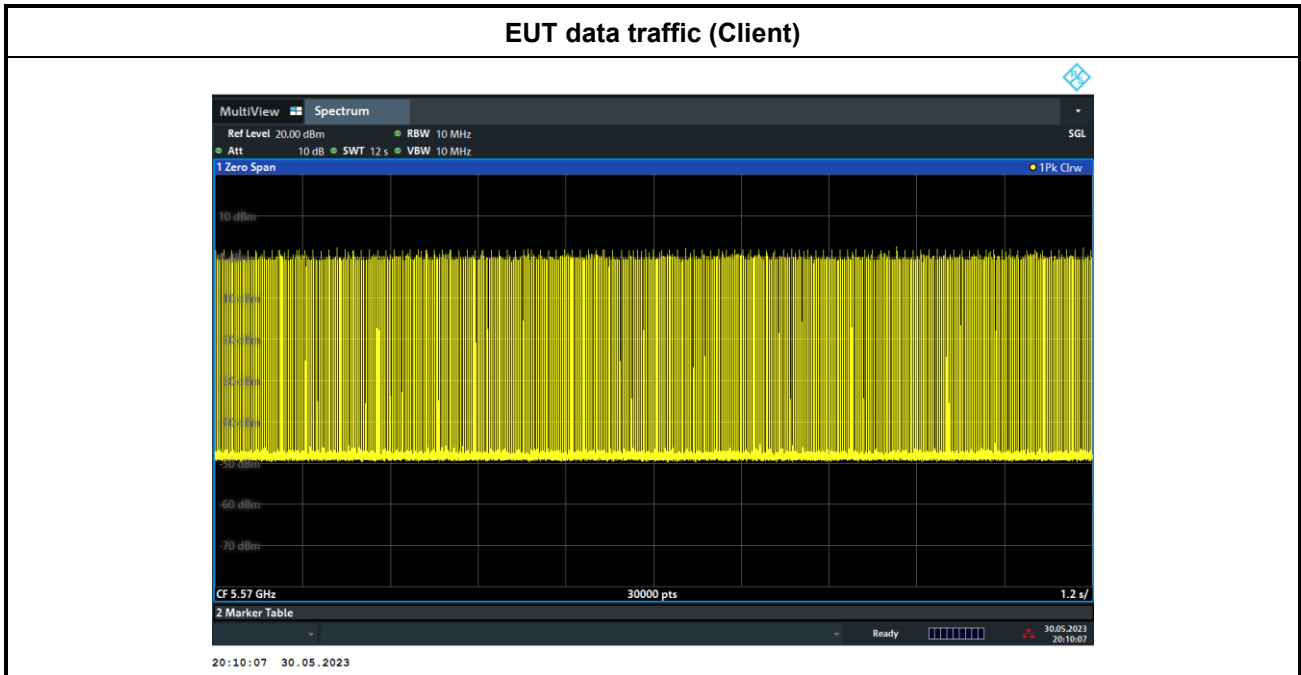 EUT data traffic (Client)
R S
MultiView Spectrum
Ref Level 20.00 dBm RBW 10 MHz SGL
Att 10 dB SWT 12 s VBW 10 MHz
1 Zero Span 1Pk Clrw
10 dBm
-50 dBm
-60 dBm
-70 dBm
CF 5.57 GHz 30000 pts 1.2 s/
2 Marker Table
Ready 30.05.2023
20:10:07
20:10:07 30.05.2023